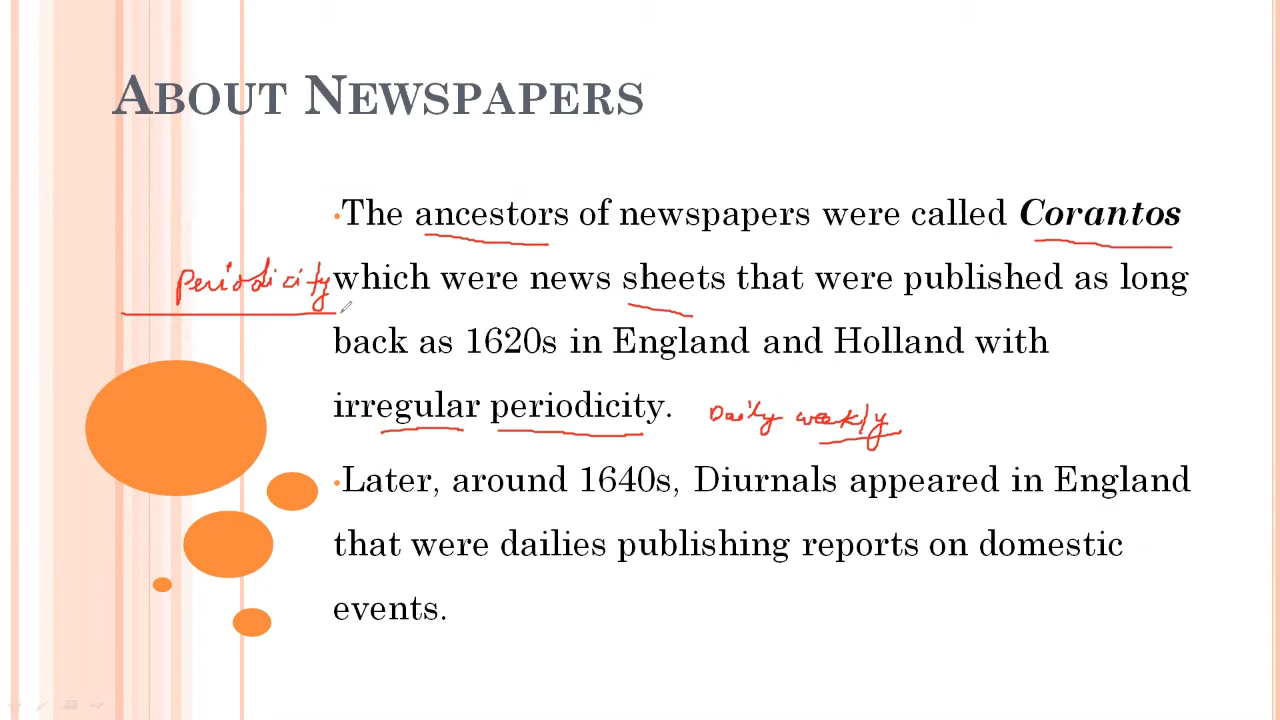 ABOUT NEWSPAPERS
•The ancestors of newspapers were called Corantos
periodicity which were news sheets that were published as long
back as 1620s in England and Holland with
irregular periodicity. Daily weekly
•Later, around 1640s, Diurnals appeared in England
that were dailies publishing reports on domestic
events.